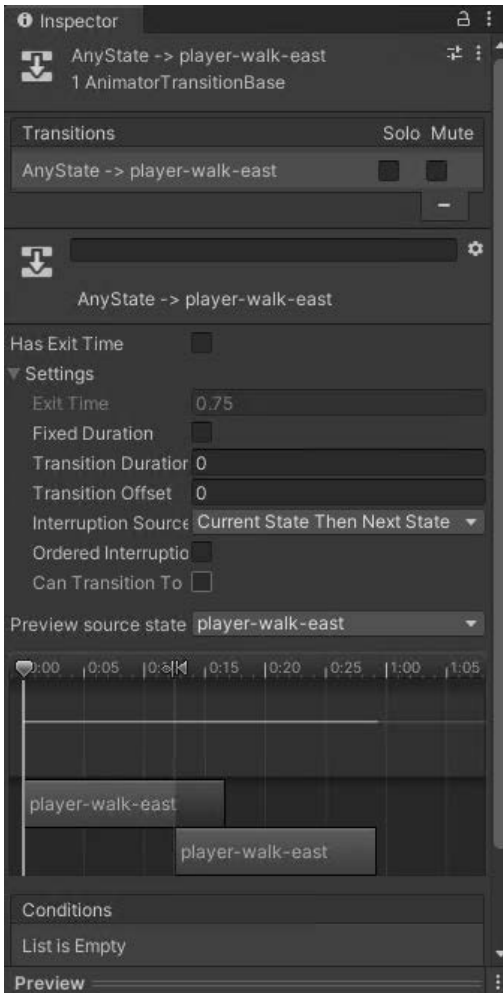 Inspector
AnyState -> player-walk-east
1 AnimatorTransitionBase
Transitions Solo Mute
AnyState -> player-walk-east
AnyState -> player-walk-east
Has Exit Time
Settings
Exit Time 0.75
Fixed Duration
Transition Duration 0
Transition Offset 0
Interruption Source Current State Then Next State
Ordered Interruptio
Can Transition To
Preview source state player-walk-east
0:00 0:05 0:15 0:20 0:25 1:00 1:05
player-walk-east
player-walk-east
Conditions
List is Empty
Preview